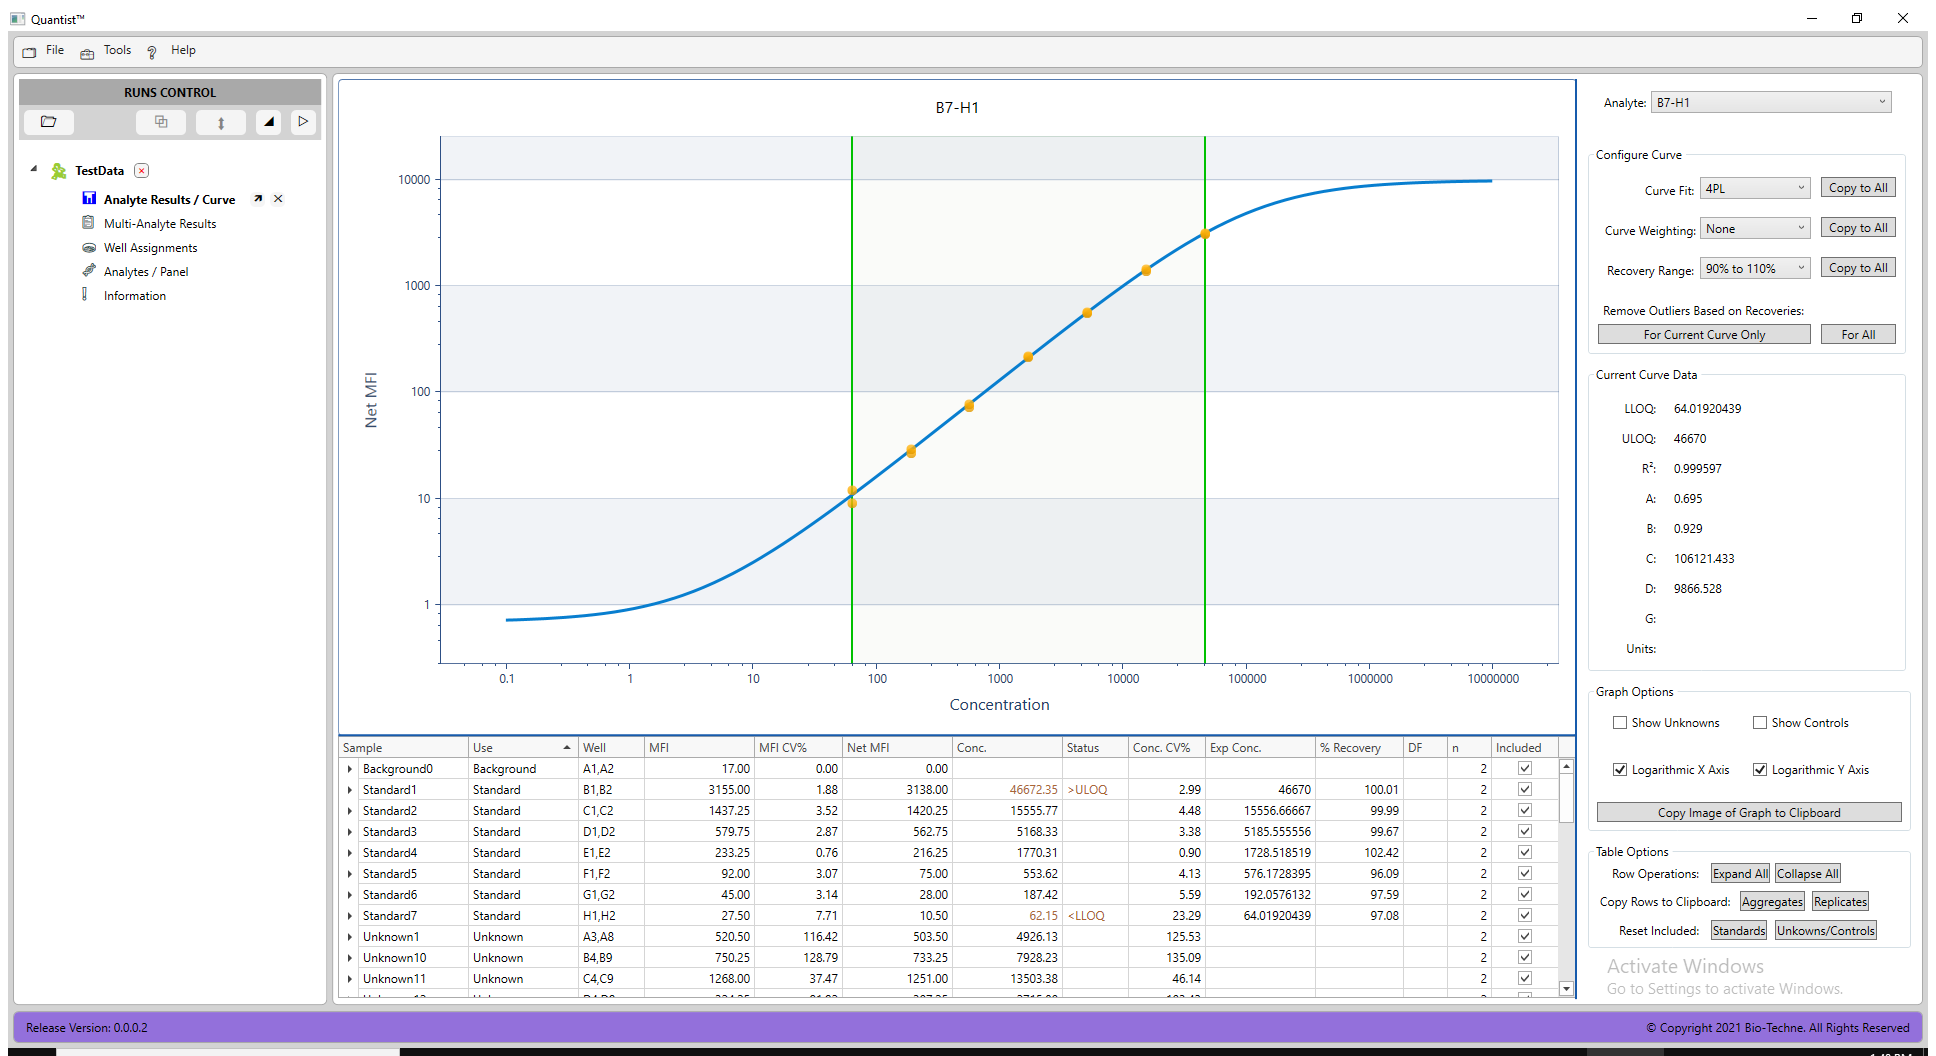 Quantist™
File Tools Help
RUNS CONTROL
TestData
Analyte Results / Curve
Multi-Analyte Results
Well Assignments
Analytes / Panel
Information
B7-H1
Net MFI
10000
1000
100
10
1
0.1 1 10 100 1000 10000 100000 1000000 10000000
Concentration
Sample Use Well MFI MFI CV% Net MFI Conc. Status Conc. CV% Exp Conc. % Recovery DF n Included
Background0 Background A1,A2 17.00 0.00 0.00 2
Standard1 Standard B1,B2 3155.00 1.88 3138.00 46672.35 >ULOQ 2.99 46670 100.01 2
Standard2 Standard C1,C2 1437.25 3.52 1420.25 15555.77 4.48 15556.66667 99.99 2
Standard3 Standard D1,D2 579.75 2.87 562.75 5168.33 3.38 5185.555556 99.67 2
Standard4 Standard E1,E2 233.25 0.76 216.25 1770.31 0.90 1728.518519 102.42 2
Standard5 Standard F1,F2 92.00 3.07 75.00 553.62 4.13 576.1728395 96.09 2
Standard6 Standard G1,G2 45.00 3.14 28.00 187.42 5.59 192.0576132 97.59 2
Standard7 Standard H1,H2 27.50 7.71 10.50 62.15 <LLOQ 23.29 64.01920439 97.08 2
Unknown1 Unknown A3,A8 520.50 116.42 503.50 4926.13 125.53 2
Unknown10 Unknown B4,B9 750.25 128.79 733.25 7928.23 135.09 2
Unknown11 Unknown C4,C9 1268.00 37.47 1251.00 13503.38 46.14 2
Analyte: B7-H1
Configure Curve
Curve Fit: 4PL Copy to All
Curve Weighting: None Copy to All
Recovery Range: 90% to 110% Copy to All
Remove Outliers Based on Recoveries:
For Current Curve Only For All
Current Curve Data
LLOQ: 64.01920439
ULOQ: 46670
R²: 0.999597
A: 0.695
B: 0.929
C: 106121.433
D: 9866.528
G:
Units:
Graph Options
Show Unknowns Show Controls
Logarithmic X Axis Logarithmic Y Axis
Copy Image of Graph to Clipboard
Table Options
Row Operations: Expand All Collapse All
Copy Rows to Clipboard: Aggregates Replicates
Reset Included: Standards Unkowns/Controls
Activate Windows
Go to Settings to activate Windows.
Release Version: 0.0.0.2
© Copyright 2021 Bio-Techne. All Rights Reserved